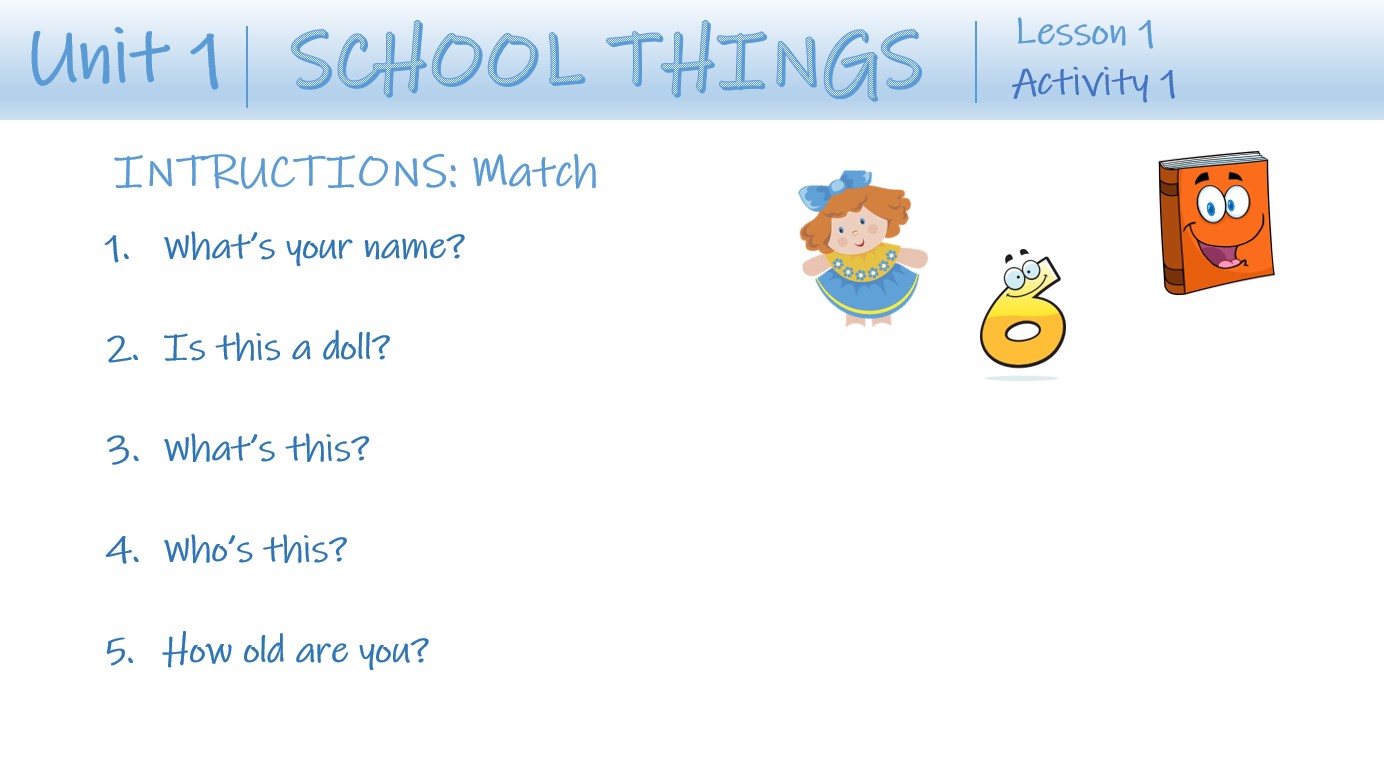 Unit 1
SCHOOL THINGS
Lesson 1
Activity 1
INTRUCTIONS: Match
1. What's your name?
2. Is this a doll?
3. What's this?
4. Who's this?
5. How old are you?
6